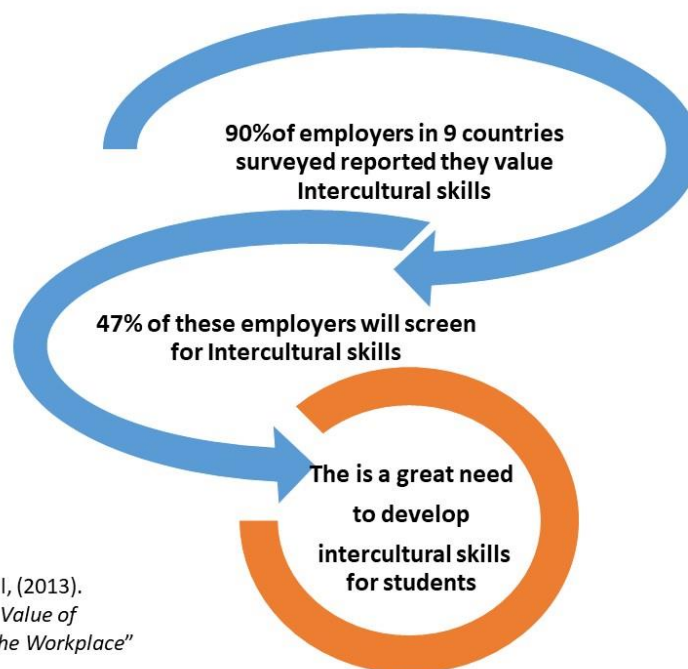 90%of employers in 9 countries
surveyed reported they value
Intercultural skills
47% of these employers will screen
for Intercultural skills
The is a great need
to develop
intercultural skills
for students
l, (2013).
Value of
he Workplace”